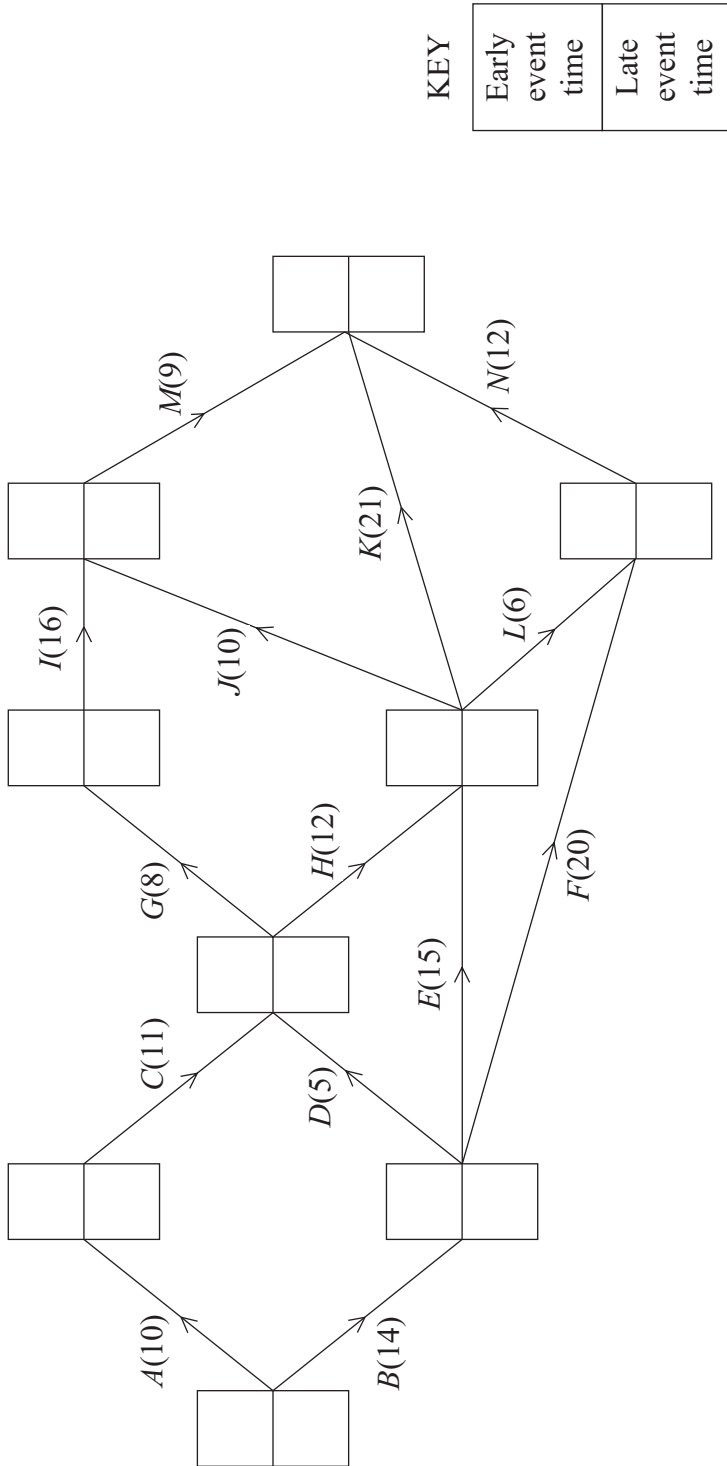 A(10)
B(14)
C(11)
D(5)
E(15)
F(20)
G(8)
H(12)
I(16)
J(10)
K(21)
L(6)
M(9)
N(12)
KEY
Early
event
time
Late
event
time